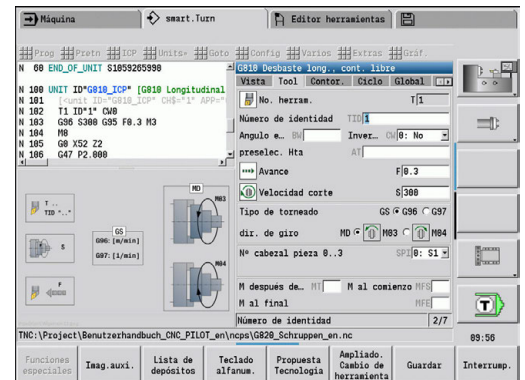 Máquina
smart.Turn
Editor herramientas
Prog Pretn ICP Units» Goto Config Varios Extras Gráf.
N 60 END_OF_UNIT S1059265990
N 100 UNIT ID"G810_ICP" [G810 Longitudinal
N 101 [<unit ID="G810_ICP" CH$="1" APP="
N 102 T1 ID"1" CW0
N 103 G96 S300 G95 F0.3 M3
N 104 M8
N 105 G0 X52 Z2
N 106 G47 P2.000
G810 Desbaste long., cont. libre
Vista Tool Contor. Ciclo Global
No. herram. T 1
Número de identidad TID 1
Angulo e… BW Inver… CW 0: No
preselec. Hta AT
Avance F 0.3
Velocidad corte S 300
Tipo de torneado GS G96 G97
dir. de giro MD M03 M04
Nº cabezal pieza 0..3 SPI 0: S1
M después de… MT M al comienzo MFS
M al final MFE
Número de identidad 2/7
T ..
TID "..."
S
GS
G96: [m/min]
G97: [1/min]
F
MD
M03
M04
TNC:\Project\Benutzerhandbuch_CNC_PILOT_en\ncps\G820_Schruppen_en.nc
T
09:56
Funciones especiales
Imag.auxi.
Lista de depósitos
Teclado alfanum.
Propuesta Tecnología
Ampliado. Cambio de herramienta
Guardar
Interrump.